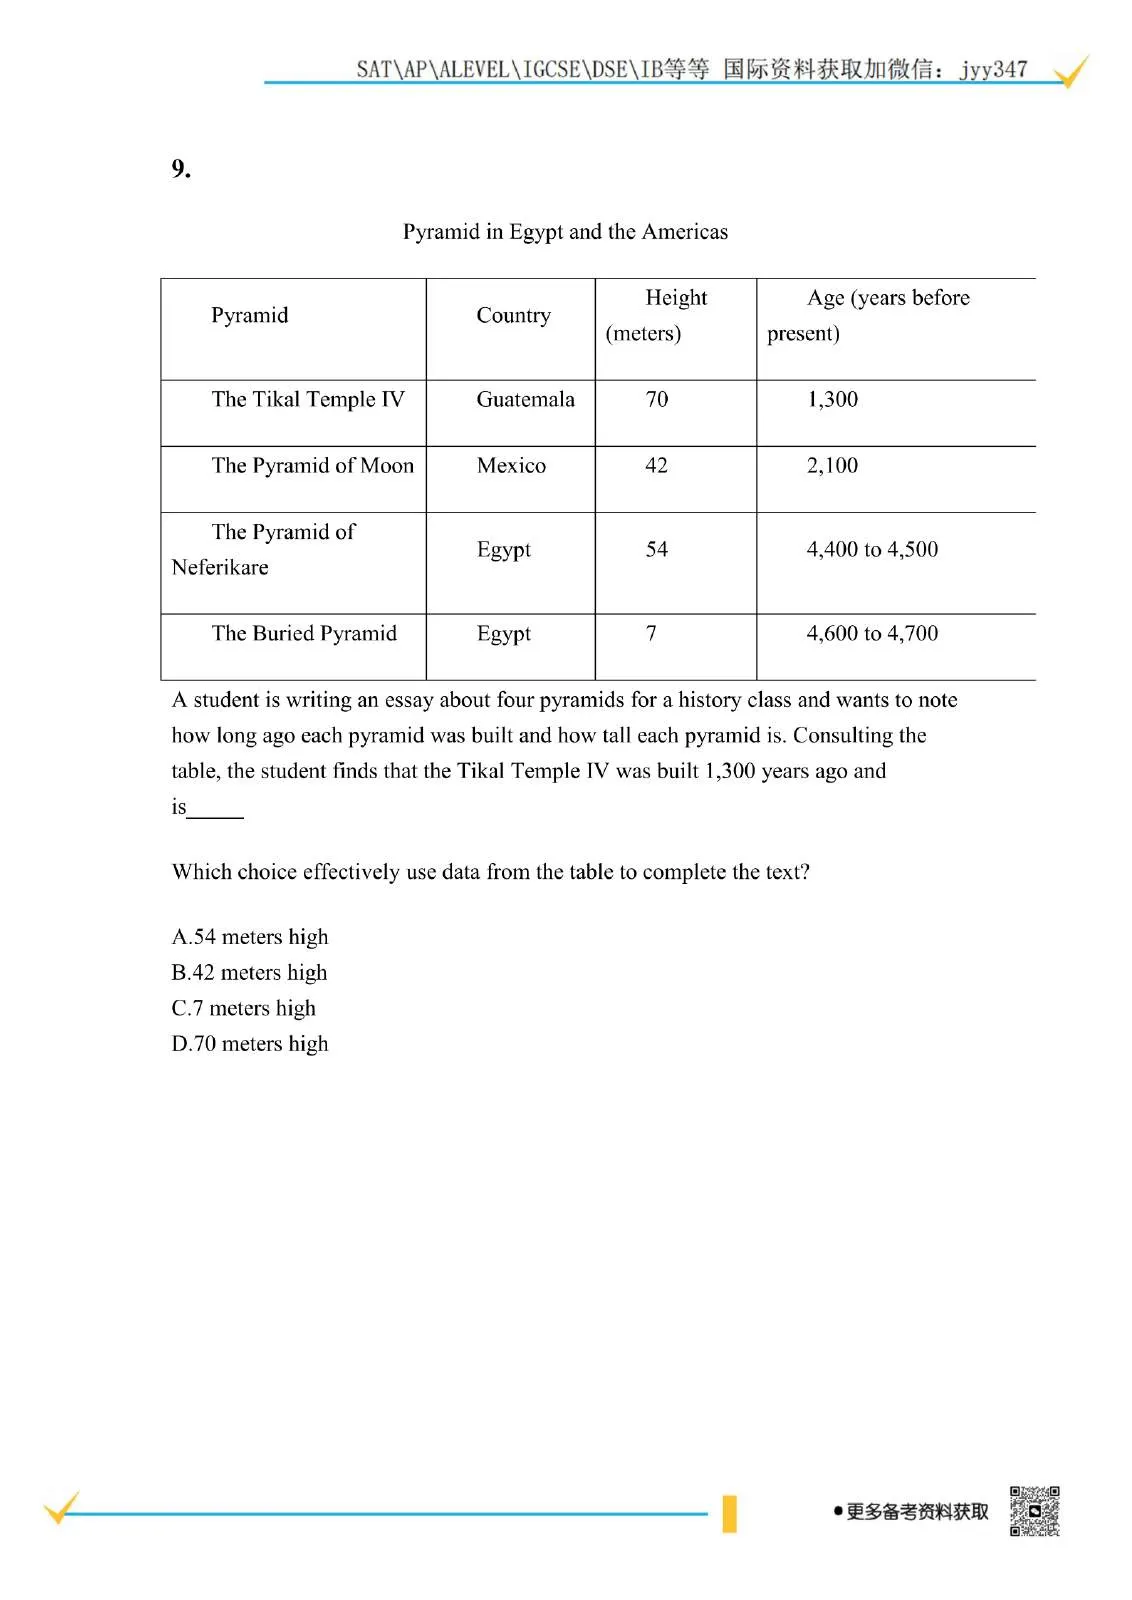 SAT\AP\ALEVEL\IGCSE\DSE\IB等等 国际资料获取加微信：jyy347
9.
Pyramid in Egypt and the Americas
Pyramid
Country
Height
(meters)
Age (years before
present)
The Tikal Temple IV
Guatemala
70
1,300
The Pyramid of Moon
Mexico
42
2,100
The Pyramid of
Neferikare
Egypt
54
4,400 to 4,500
The Buried Pyramid
Egypt
7
4,600 to 4,700
A student is writing an essay about four pyramids for a history class and wants to note
how long ago each pyramid was built and how tall each pyramid is. Consulting the
table, the student finds that the Tikal Temple IV was built 1,300 years ago and
is_____
Which choice effectively use data from the table to complete the text?
A.54 meters high
B.42 meters high
C.7 meters high
D.70 meters high
•更多备考资料获取